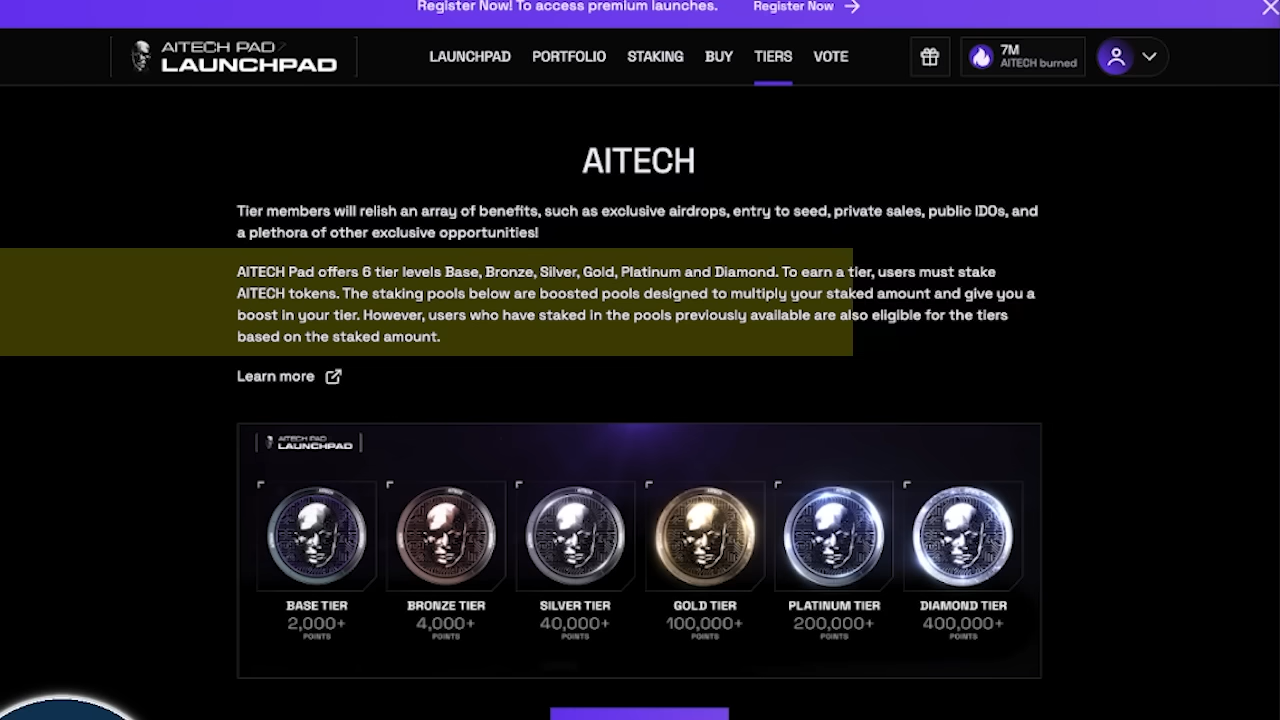 Register Now! To access premium launches. Register Now
AITECH PAD
LAUNCHPAD
LAUNCHPAD PORTFOLIO STAKING BUY TIERS VOTE
7M
AITECH burned
AITECH
Tier members will relish an array of benefits, such as exclusive airdrops, entry to seed, private sales, public IDOs, and
a plethora of other exclusive opportunities!
AITECH Pad offers 6 tier levels Base, Bronze, Silver, Gold, Platinum and Diamond. To earn a tier, users must stake
AITECH tokens. The staking pools below are boosted pools designed to multiply your staked amount and give you a
boost in your tier. However, users who have staked in the pools previously available are also eligible for the tiers
based on the staked amount.
Learn more
AITECH PAD
LAUNCHPAD
BASE TIER BRONZE TIER SILVER TIER GOLD TIER PLATINUM TIER DIAMOND TIER
2,000+ 4,000+ 40,000+ 100,000+ 200,000+ 400,000+
POINTS POINTS POINTS POINTS POINTS POINTS